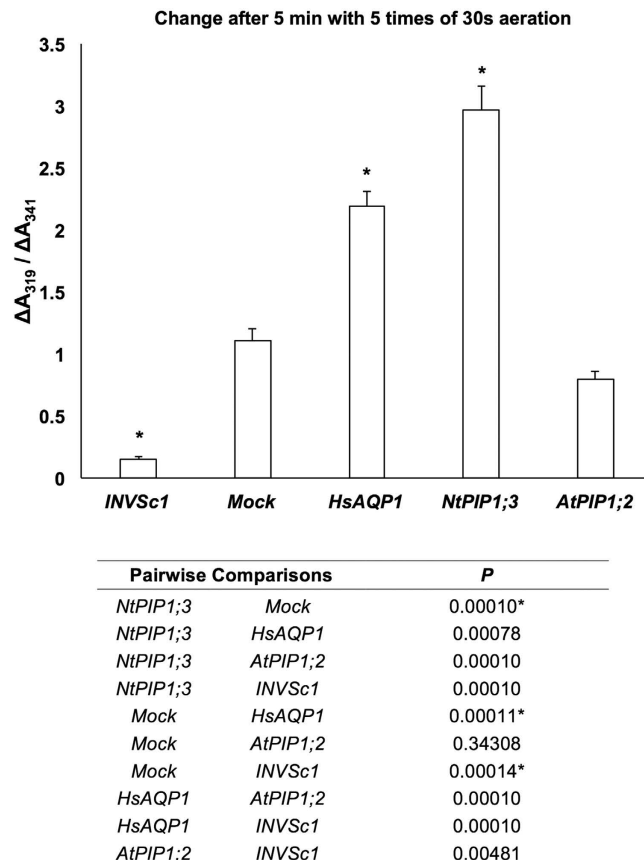 Change after 5 min with 5 times of 30s aeration
3.5
3
2.5
2
1.5
1
0.5
0
ΔA319 / ΔA341
*
*
*
INVSc1 Mock HsAQP1 NtPIP1;3 AtPIP1;2
Pairwise Comparisons P
NtPIP1;3 Mock 0.00010*
NtPIP1;3 HsAQP1 0.00078
NtPIP1;3 AtPIP1;2 0.00010
NtPIP1;3 INVSc1 0.00010
Mock HsAQP1 0.00011*
Mock AtPIP1;2 0.34308
Mock INVSc1 0.00014*
HsAQP1 AtPIP1;2 0.00010
HsAQP1 INVSc1 0.00010
AtPIP1;2 INVSc1 0.00481